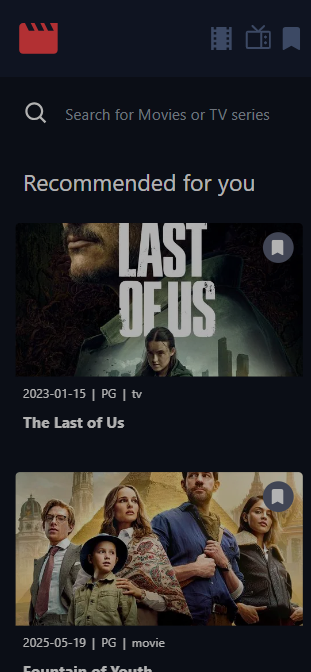 Search for Movies or TV series
Recommended for you
LAST
OF US
2023-01-15 | PG | tv
The Last of Us
2025-05-19 | PG | movie
Fountain of Youth